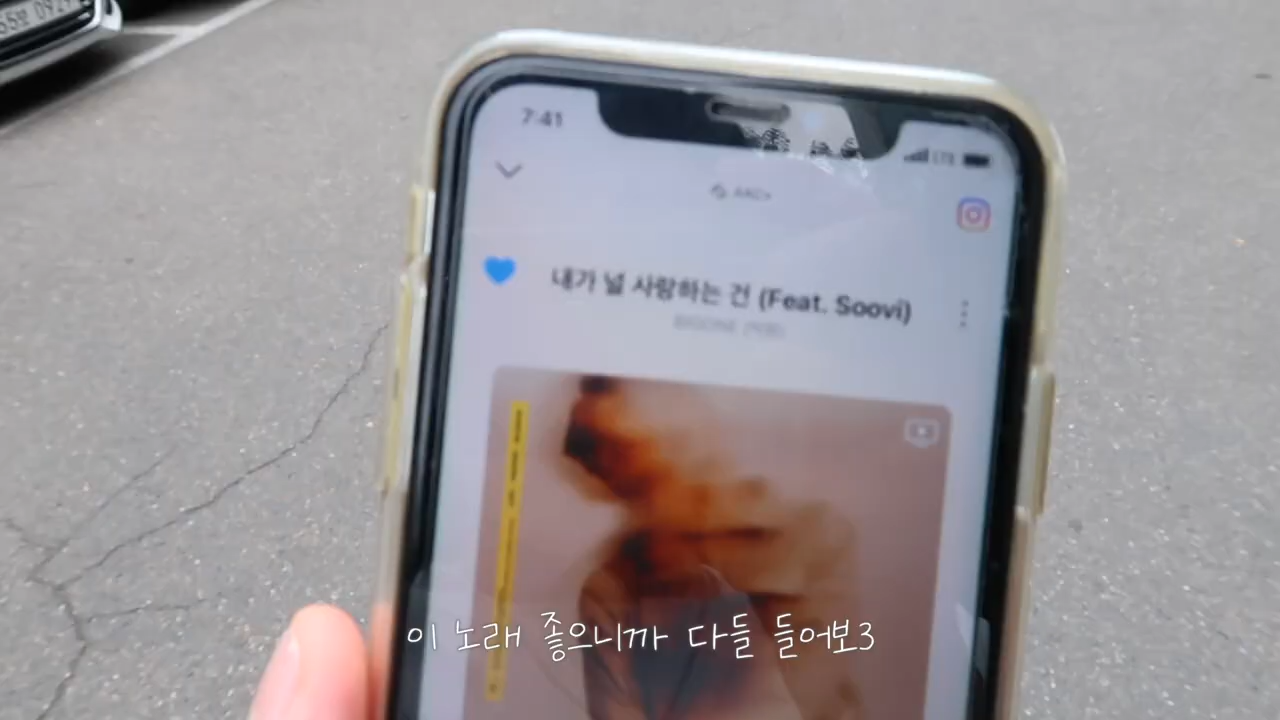 7:41
LTE
내가 널 사랑하는 건 (Feat. Soovi)
이 노래 좋으니까 다들 들어보3